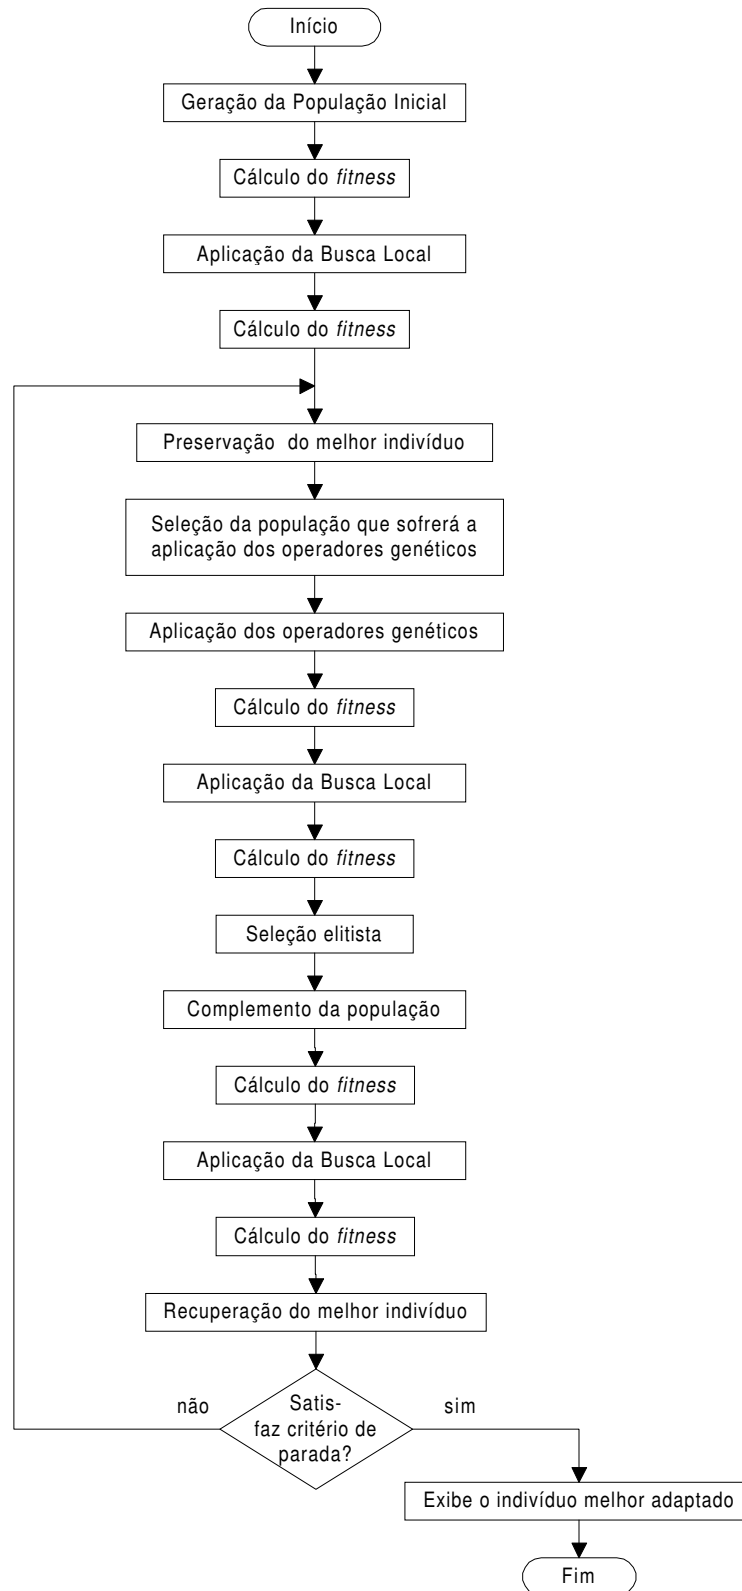 Início
Geração da População Inicial
Cálculo do fitness
Aplicação da Busca Local
Cálculo do fitness
Preservação do melhor indivíduo
Seleção da população que sofrerá a
aplicação dos operadores genéticos
Aplicação dos operadores genéticos
Cálculo do fitness
Aplicação da Busca Local
Cálculo do fitness
Seleção elitista
Complemento da população
Cálculo do fitness
Aplicação da Busca Local
Cálculo do fitness
Recuperação do melhor indivíduo
não
Satis-
faz critério de
parada?
sim
Exibe o indivíduo melhor adaptado
Fim